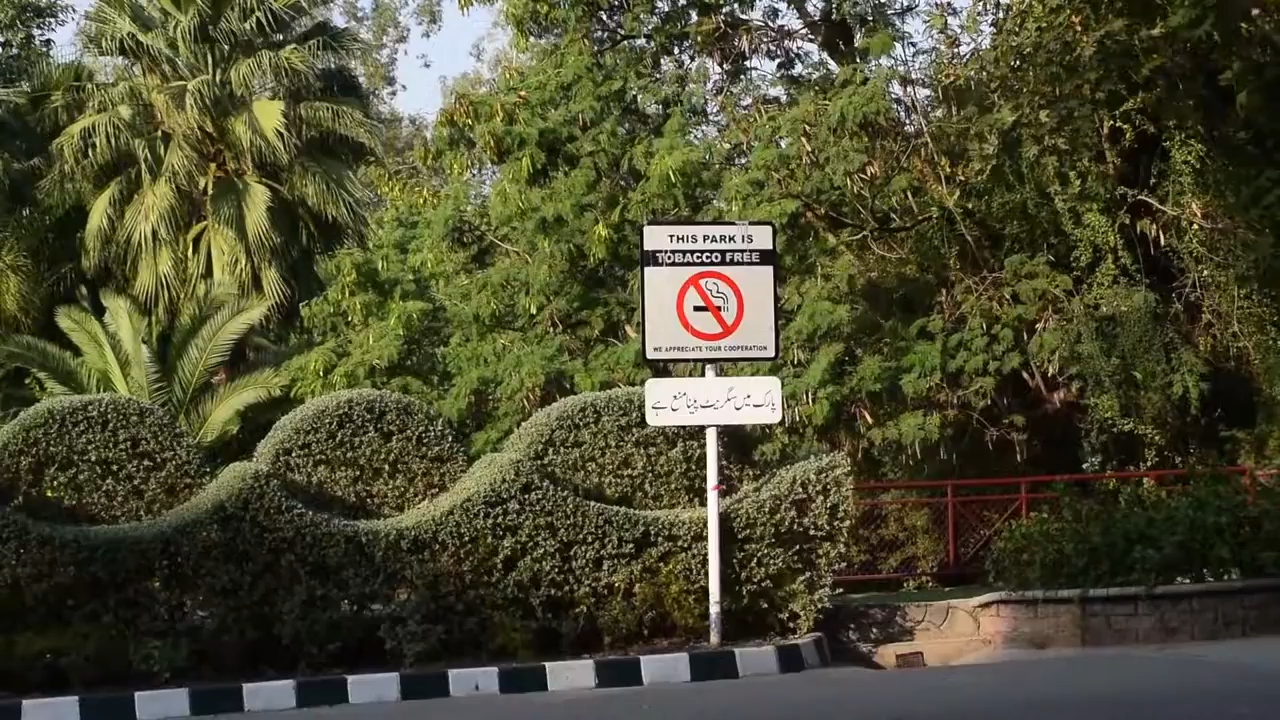 THIS PARK IS
TOBACCO FREE
WE APPRECIATE YOUR COOPERATION
پارک میں سگریٹ پینا منع ہے